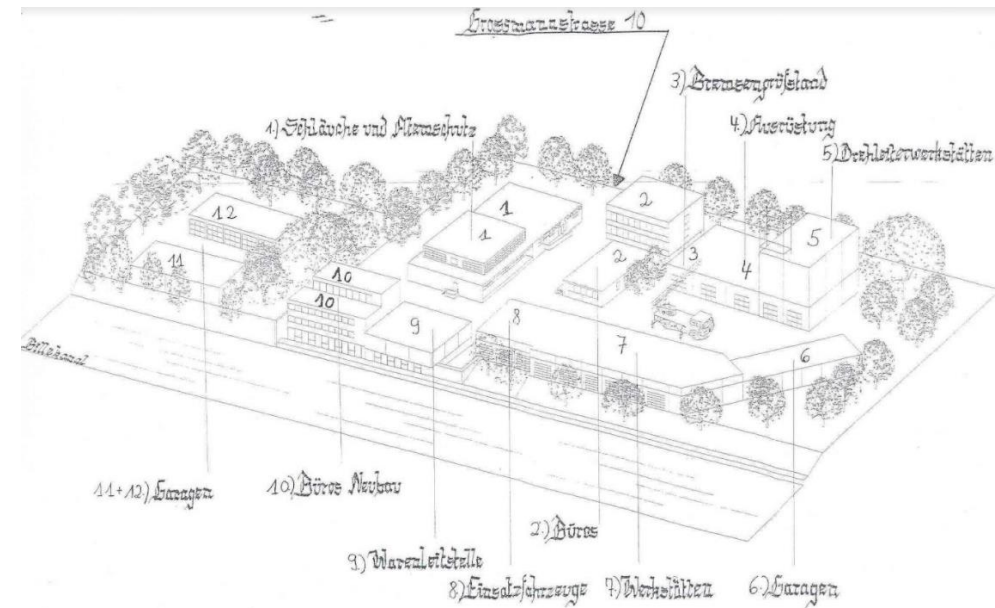 Grossmannstrasse 10
3.) Bremsenprüfstand
1.) Schläuche und Atemschutz
4.) Ausrüstung
5.) Drehleiterwerkstätten
12
1
1
2
5
11
2
3
4
10
10
9
8
7
6
Billekanal
11+12.) Garagen
10.) Büros Neubau
2.) Büros
9.) Warenleitstelle
8.) Einsatzfahrzeuge
7.) Werkstätten
6.) Garagen